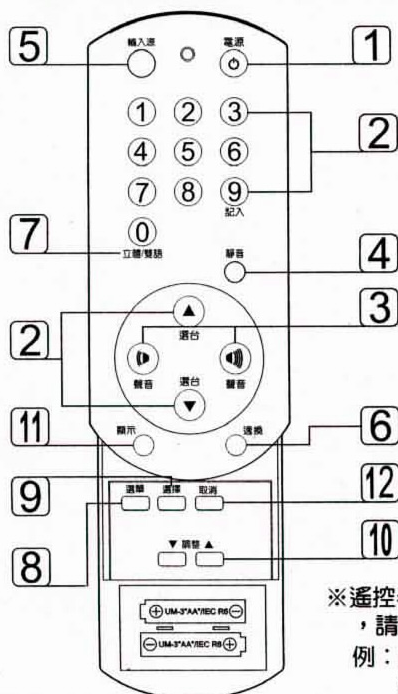 5
輸入源
電源
1
1 2 3
2
4 5 6
7 8 9
記入
7
0
立體/雙語
靜音
4
2
選台
3
聲音
選台
聲音
11
顯示
速換
6
9
選單 選擇 取消
12
8
▼ 調整 ▲
10
⊕ UM-3"AA"/IEC R6 ⊖
⊖ UM-3"AA"/IEC R6 ⊕
※遙控
，請
例：